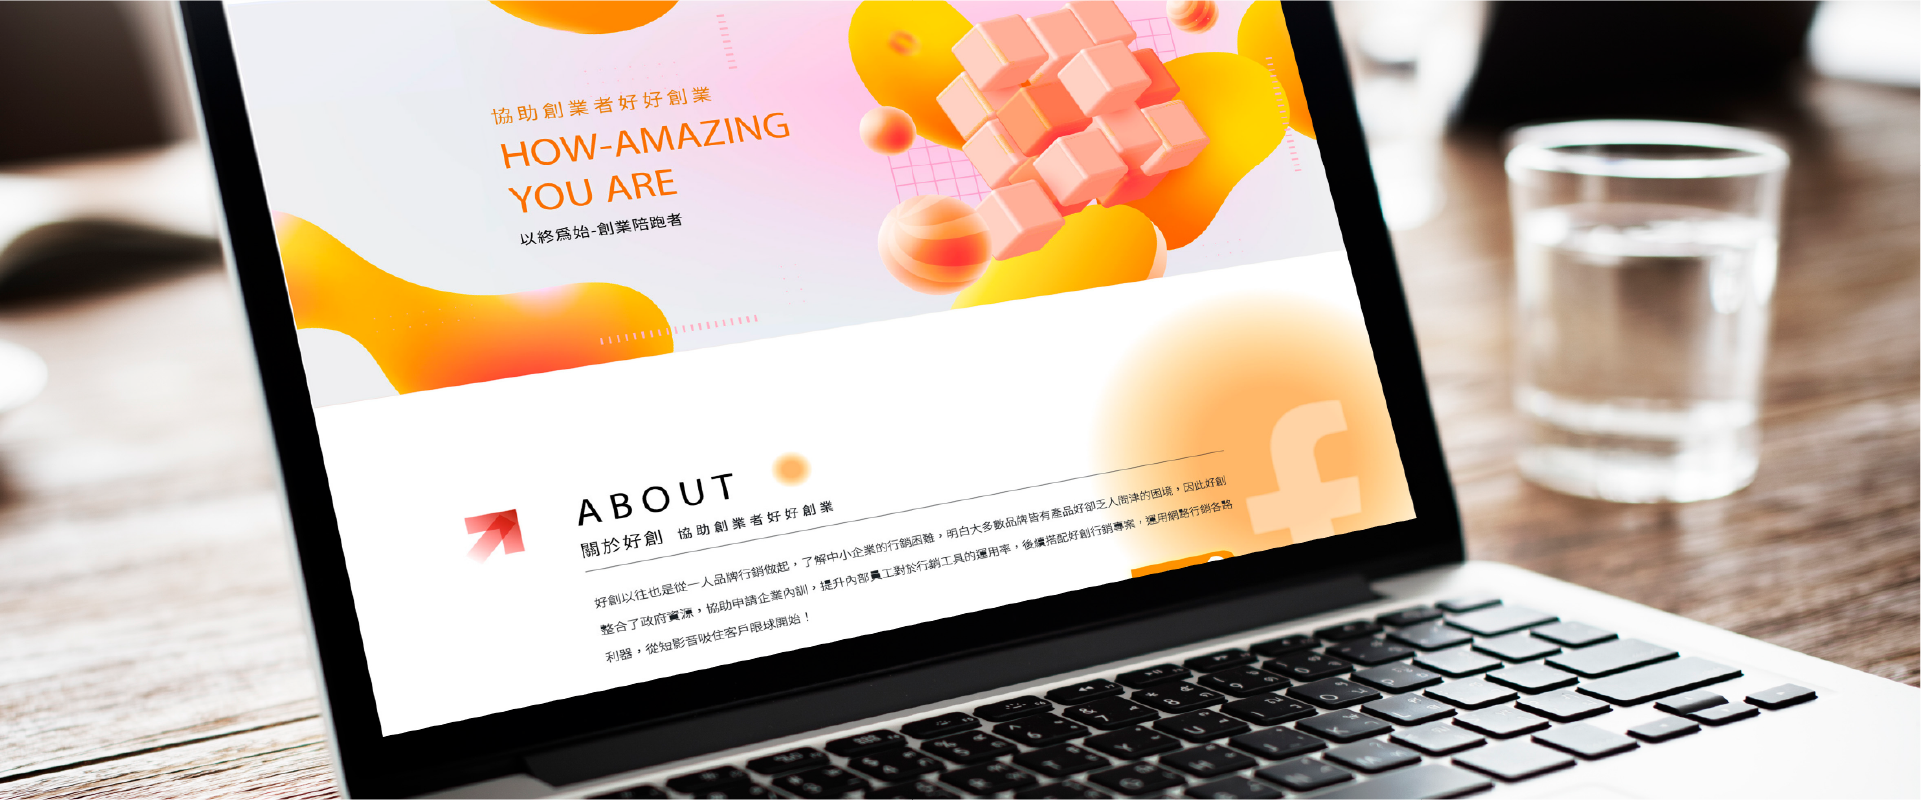 協助創業者好好創業
HOW-AMAZING
YOU ARE
以終爲始-創業陪跑者
ABOUT
關於好創 協助創業者好好創業
好創以往也是從一人品牌行銷做起，了解中小企業的行銷困難，明白大多數品牌皆有產品好卻乏人問津的困境，因此好創
整合了政府資源，協助申請企業內訓，提升內部員工對於行銷工具的運用率，後續搭配好創行銷專案，運用網路行銷各路
利器，從短影音吸住客戶眼球開始！
f